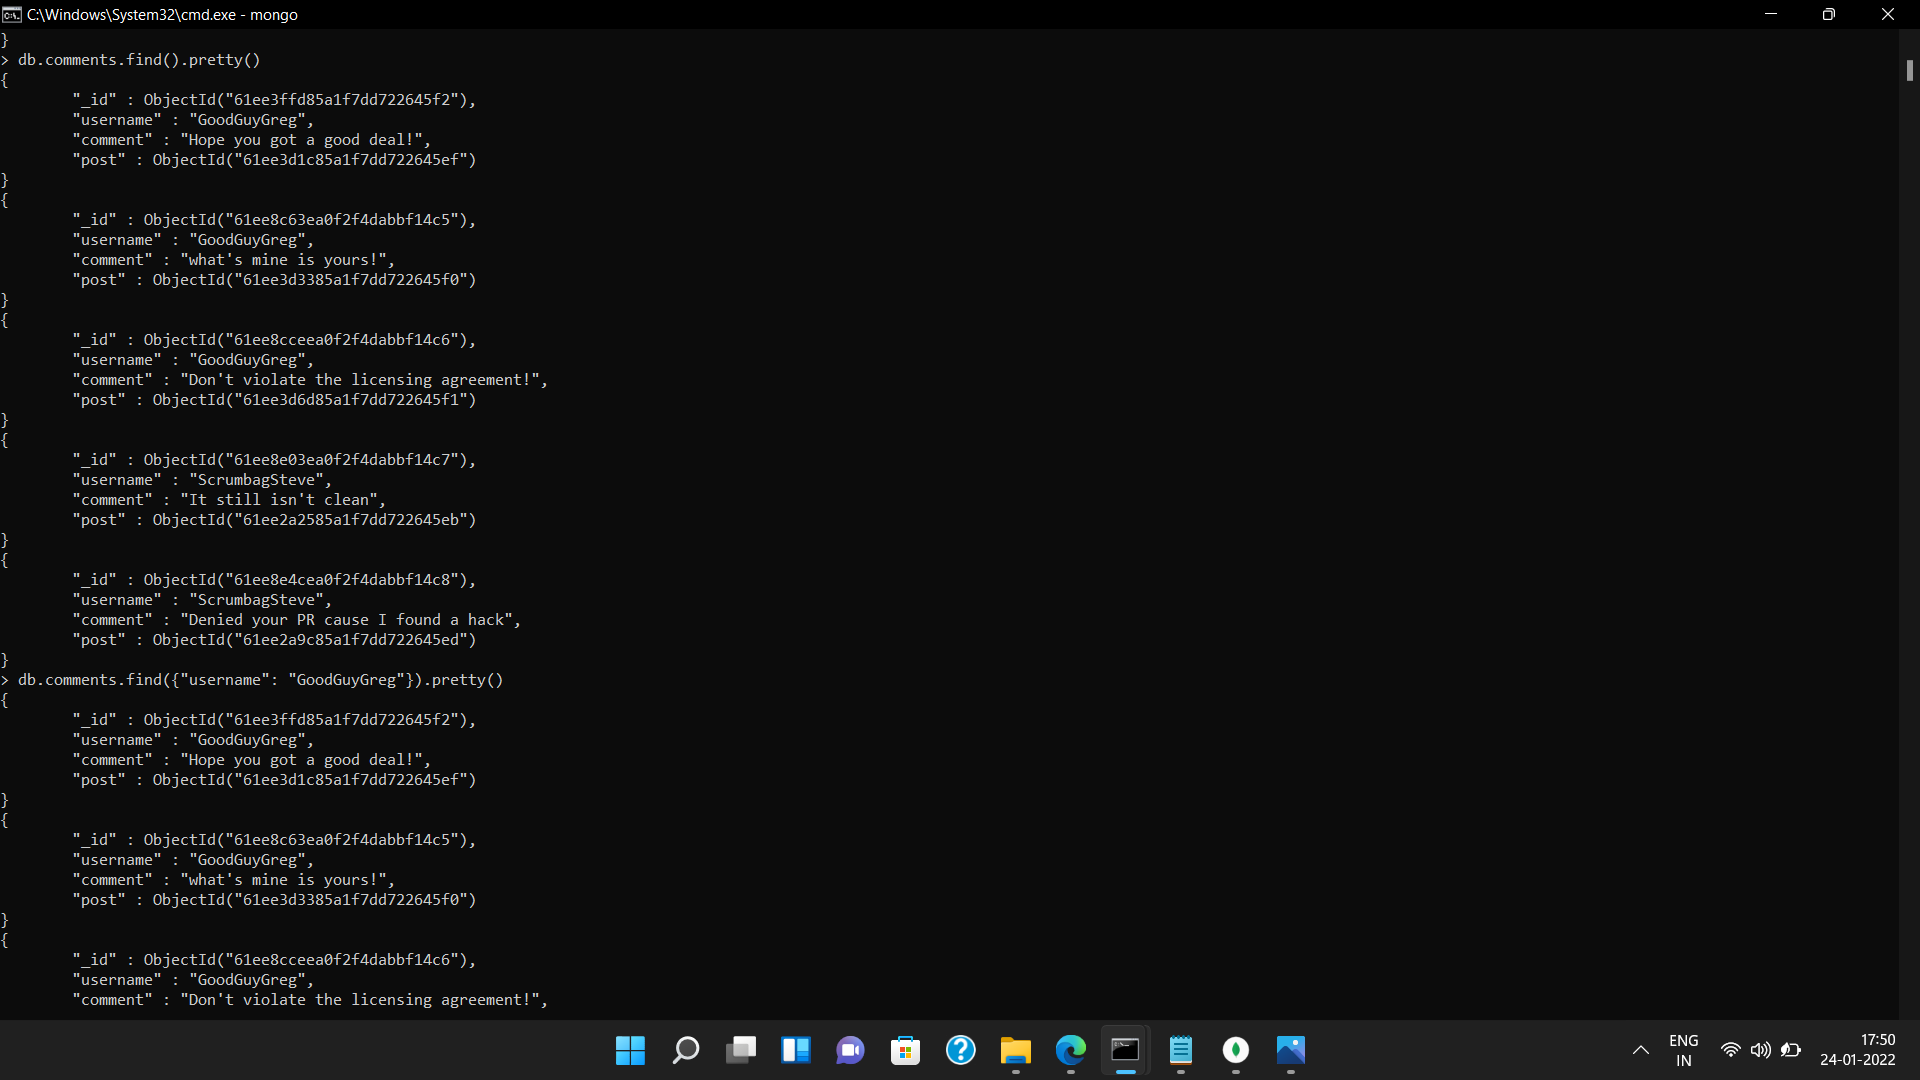 C:\Windows\System32\cmd.exe - mongo
}
> db.comments.find().pretty()
{
"_id" : ObjectId("61ee3ffd85a1f7dd722645f2"),
"username" : "GoodGuyGreg",
"comment" : "Hope you got a good deal!",
"post" : ObjectId("61ee3d1c85a1f7dd722645ef")
}
{
"_id" : ObjectId("61ee8c63ea0f2f4dabbf14c5"),
"username" : "GoodGuyGreg",
"comment" : "what's mine is yours!",
"post" : ObjectId("61ee3d3385a1f7dd722645f0")
}
{
"_id" : ObjectId("61ee8cceea0f2f4dabbf14c6"),
"username" : "GoodGuyGreg",
"comment" : "Don't violate the licensing agreement!",
"post" : ObjectId("61ee3d6d85a1f7dd722645f1")
}
{
"_id" : ObjectId("61ee8e03ea0f2f4dabbf14c7"),
"username" : "ScrumbagSteve",
"comment" : "It still isn't clean",
"post" : ObjectId("61ee2a2585a1f7dd722645eb")
}
{
"_id" : ObjectId("61ee8e4cea0f2f4dabbf14c8"),
"username" : "ScrumbagSteve",
"comment" : "Denied your PR cause I found a hack",
"post" : ObjectId("61ee2a9c85a1f7dd722645ed")
}
> db.comments.find({"username": "GoodGuyGreg"}).pretty()
{
"_id" : ObjectId("61ee3ffd85a1f7dd722645f2"),
"username" : "GoodGuyGreg",
"comment" : "Hope you got a good deal!",
"post" : ObjectId("61ee3d1c85a1f7dd722645ef")
}
{
"_id" : ObjectId("61ee8c63ea0f2f4dabbf14c5"),
"username" : "GoodGuyGreg",
"comment" : "what's mine is yours!",
"post" : ObjectId("61ee3d3385a1f7dd722645f0")
}
{
"_id" : ObjectId("61ee8cceea0f2f4dabbf14c6"),
"username" : "GoodGuyGreg",
"comment" : "Don't violate the licensing agreement!",
ENG
IN
17:50
24-01-2022